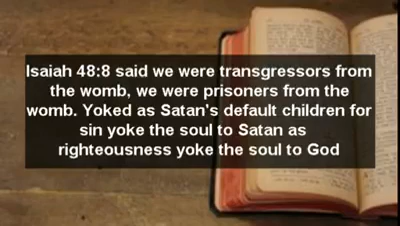 Isaiah 48:8 said we were transgressors from
the womb, we were prisoners from the
womb. Yoked as Satan's default children for
sin yoke the soul to Satan as
righteousness yoke the soul to God